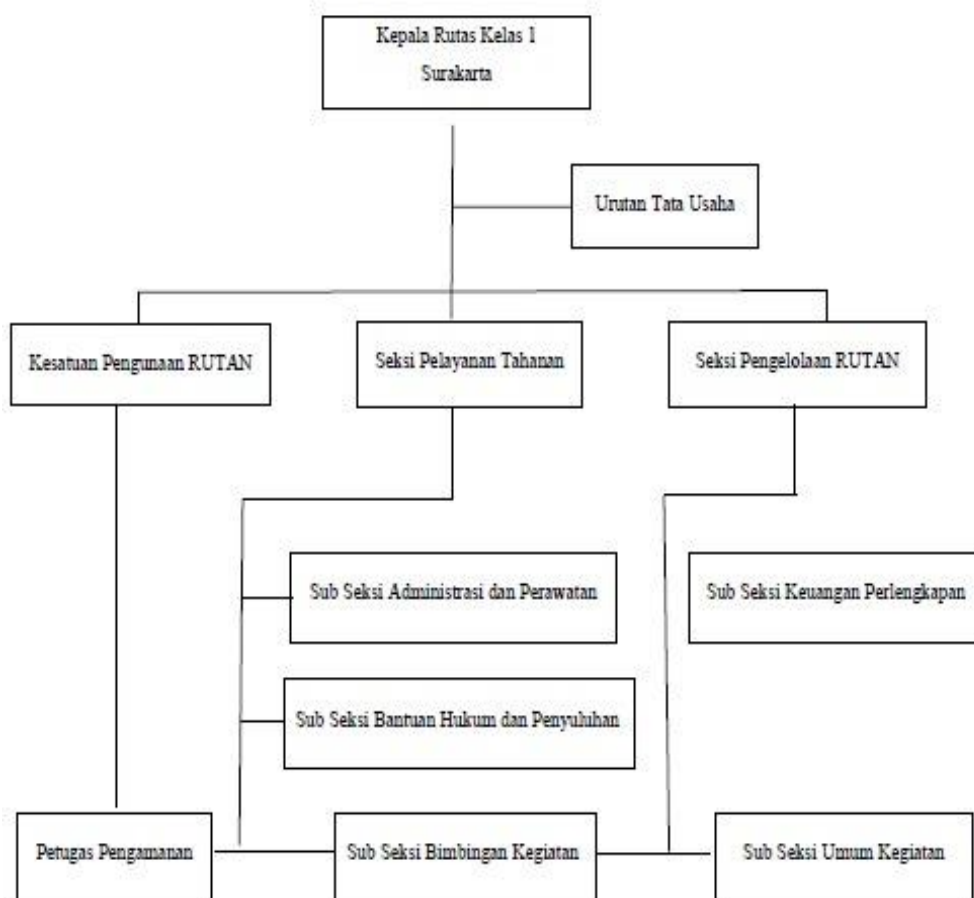 Kepala Rutas Kelas 1
Surakarta
Urutan Tata Usaha
Kesatuan Pengunaan RUTAN
Seksi Pelayanan Tahanan
Seksi Pengelolaan RUTAN
Sub Seksi Administrasi dan Perawatan
Sub Seksi Keuangan Perlengkapan
Sub Seksi Bantuan Hukum dan Penyuluhan
Petugas Pengamanan
Sub Seksi Bimbingan Kegiatan
Sub Seksi Umum Kegiatan